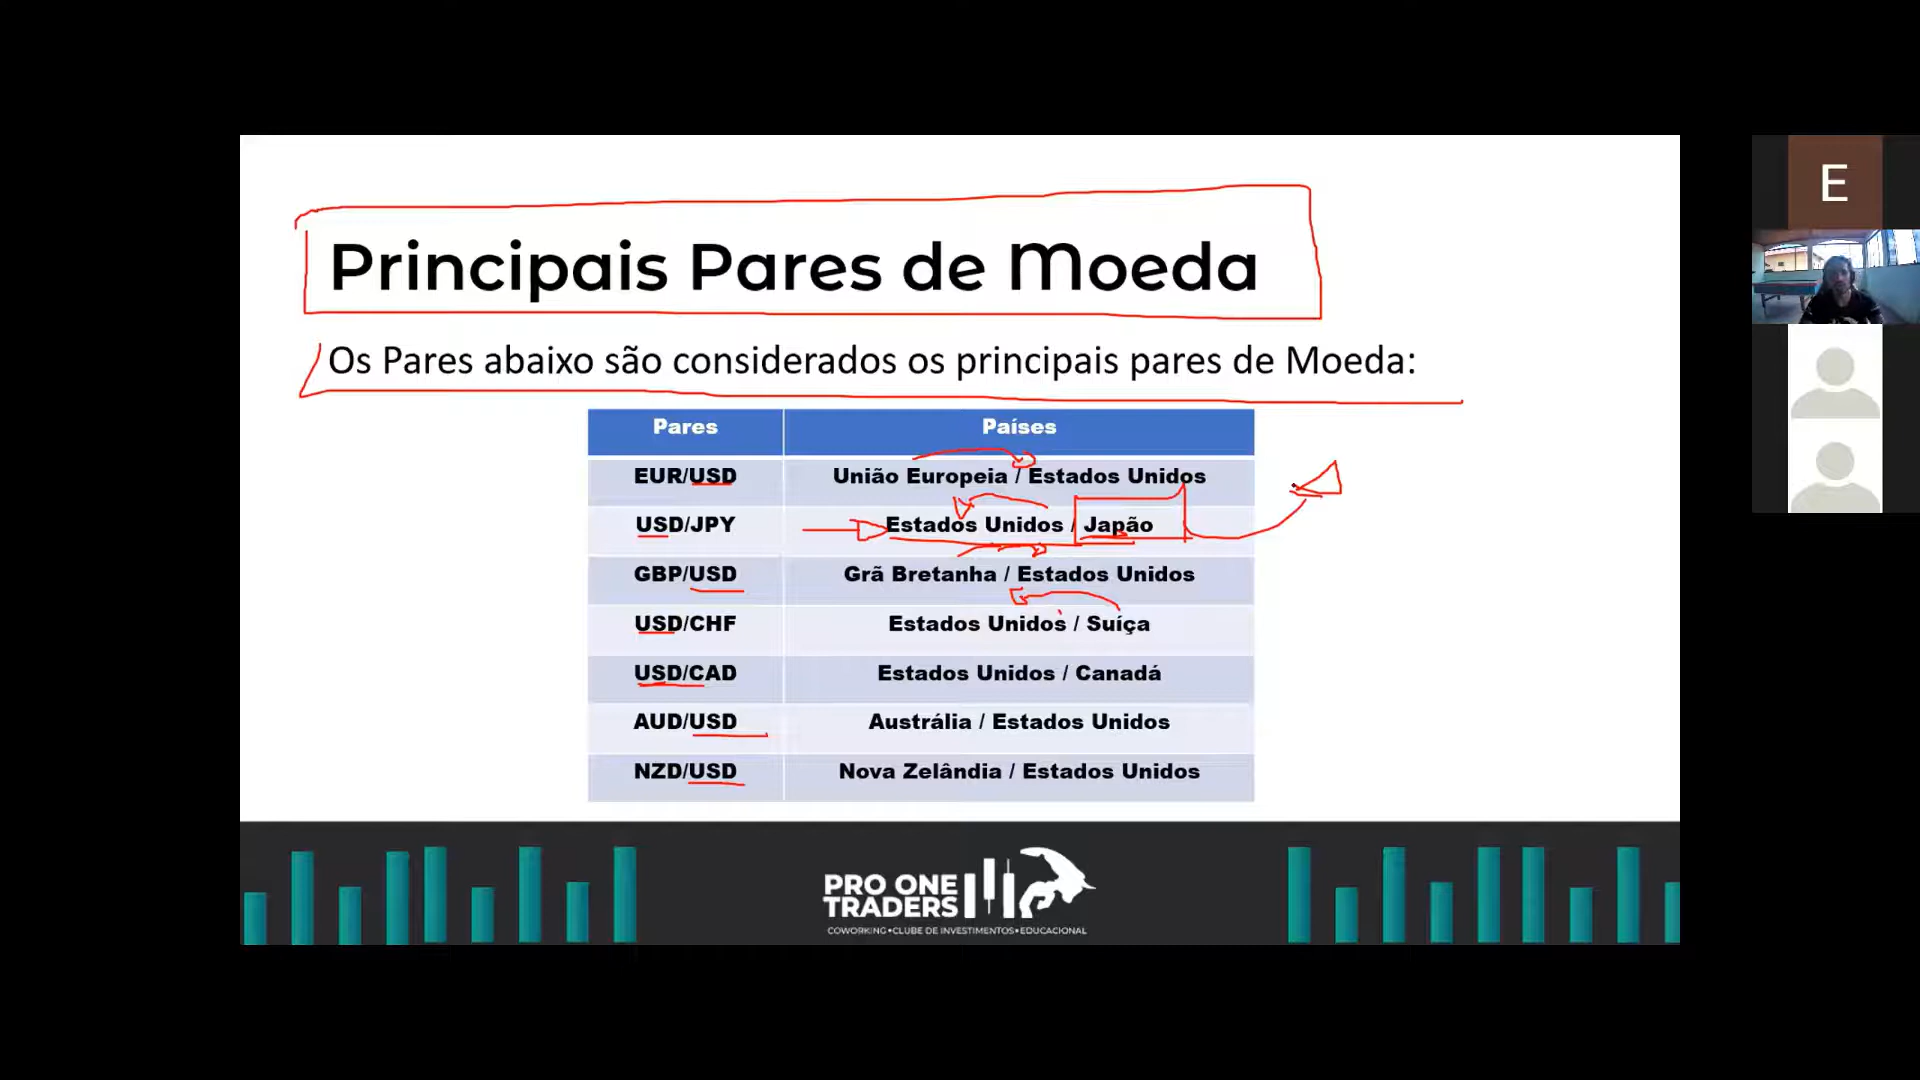 Principais Pares de Moeda
Os Pares abaixo são considerados os principais pares de Moeda:
Pares Países
EUR/USD União Europeia / Estados Unidos
USD/JPY Estados Unidos / Japão
GBP/USD Grã Bretanha / Estados Unidos
USD/CHF Estados Unidos / Suíça
USD/CAD Estados Unidos / Canadá
AUD/USD Austrália / Estados Unidos
NZD/USD Nova Zelândia / Estados Unidos
PRO ONE
TRADERS
COWORKING•CLUBE DE INVESTIMENTOS•EDUCACIONAL
E